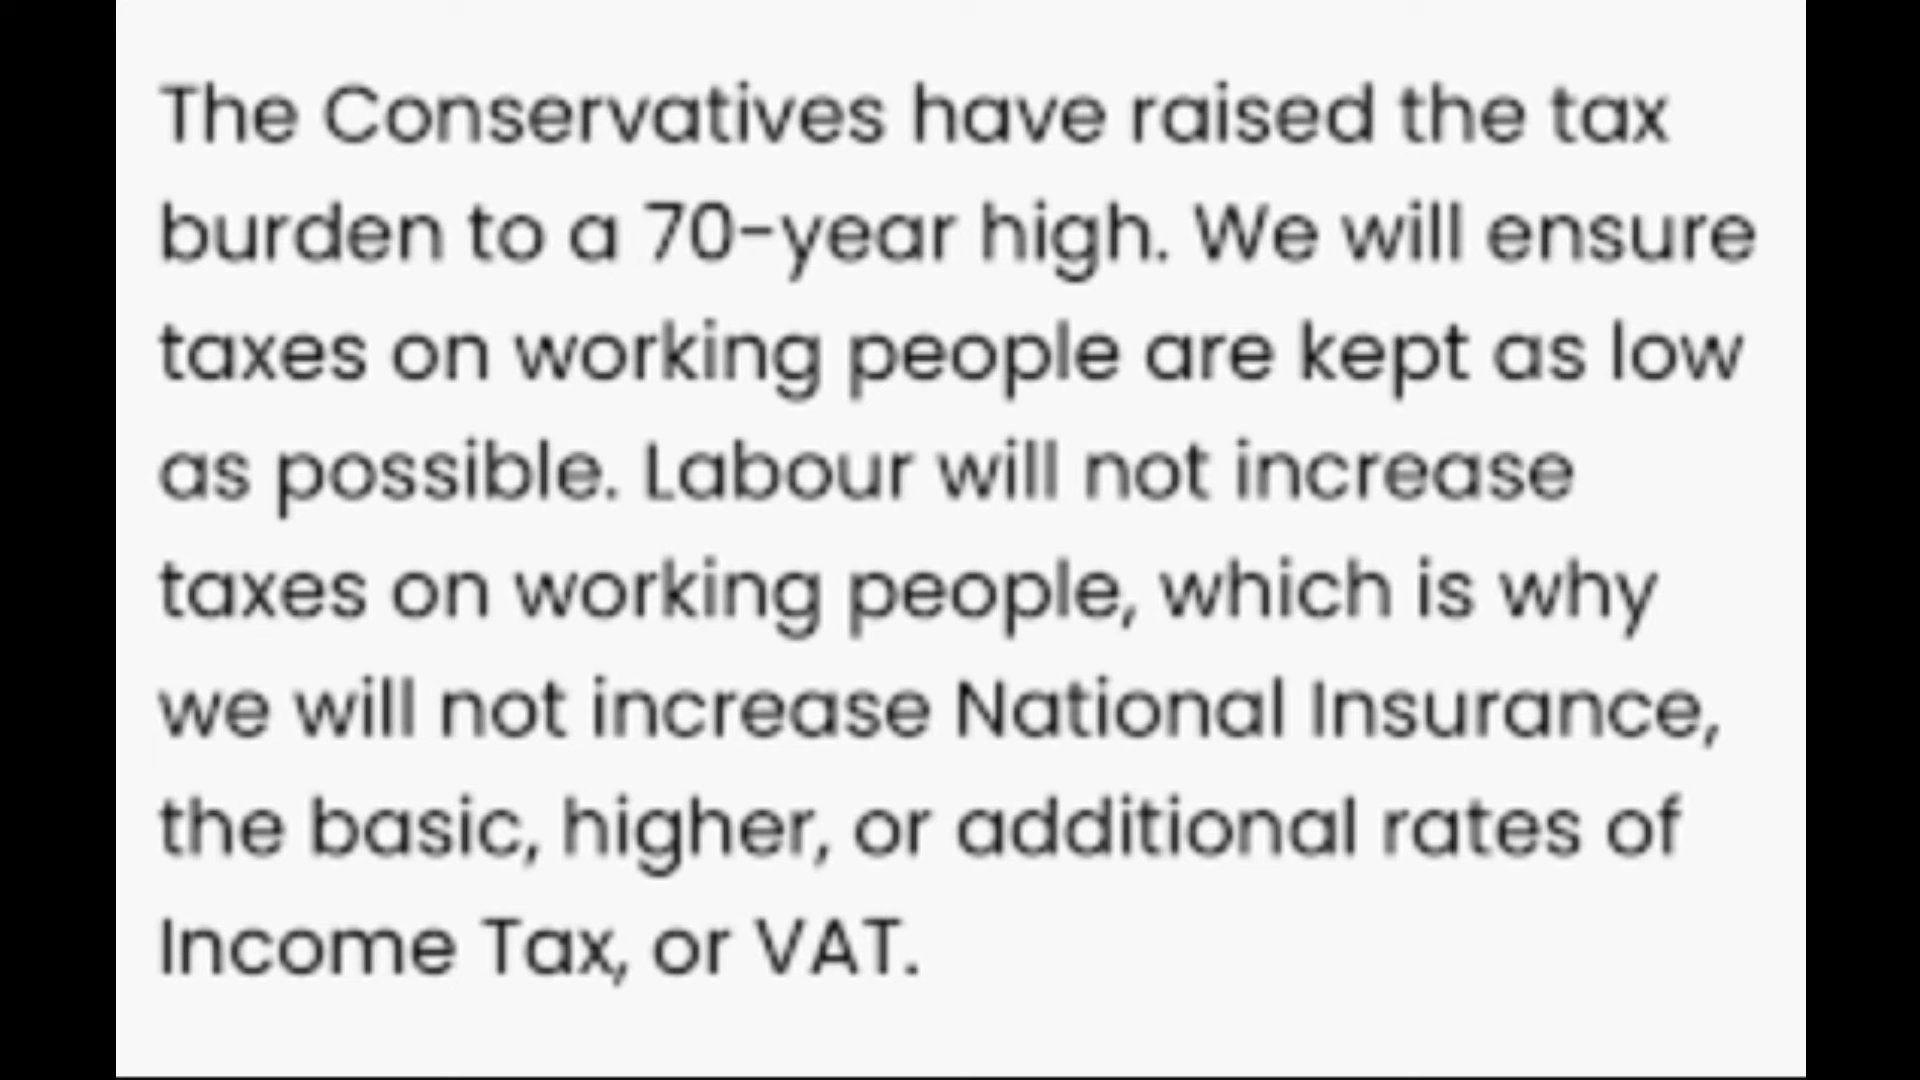 The Conservatives have raised the tax
burden to a 70-year high. We will ensure
taxes on working people are kept as low
as possible. Labour will not increase
taxes on working people, which is why
we will not increase National Insurance,
the basic, higher, or additional rates of
Income Tax, or VAT.